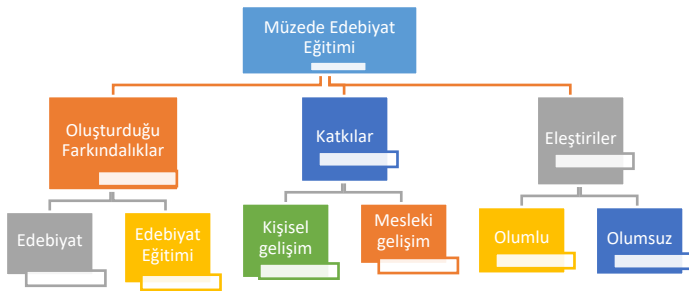 Müzede Edebiyat
Eğitimi
Oluşturduğu
Farkındalıklar
Katkılar
Eleştiriler
Edebiyat
Edebiyat
Eğitimi
Kişisel
gelişim
Mesleki
gelişim
Olumlu
Olumsuz